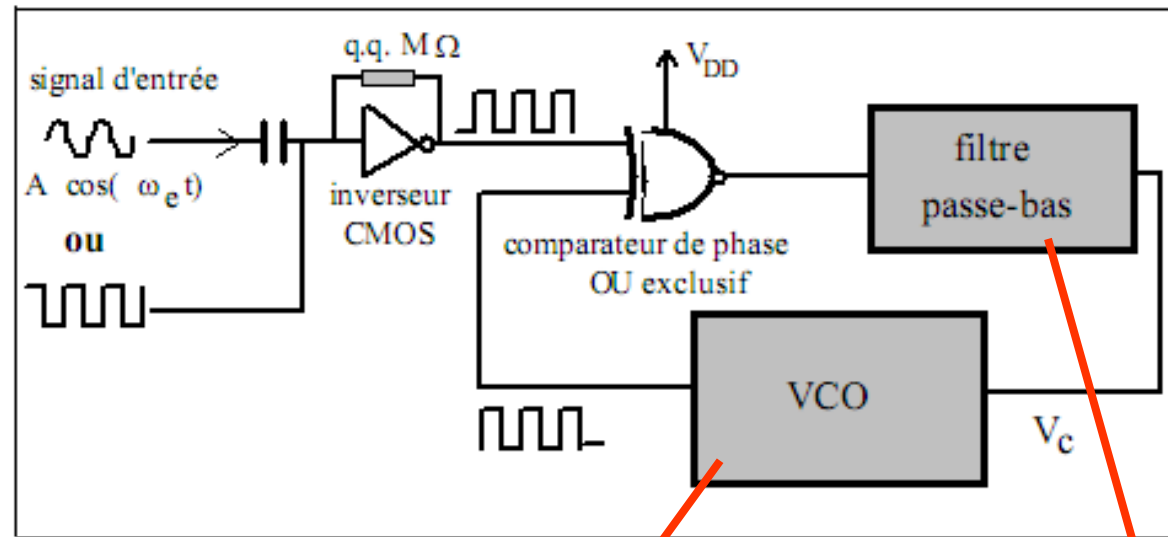 signal d'entrée
A cos( ω_e t)
ou
q.q. MΩ
inverseur
CMOS
V_DD
comparateur de phase
OU exclusif
filtre
passe-bas
VCO
V_c